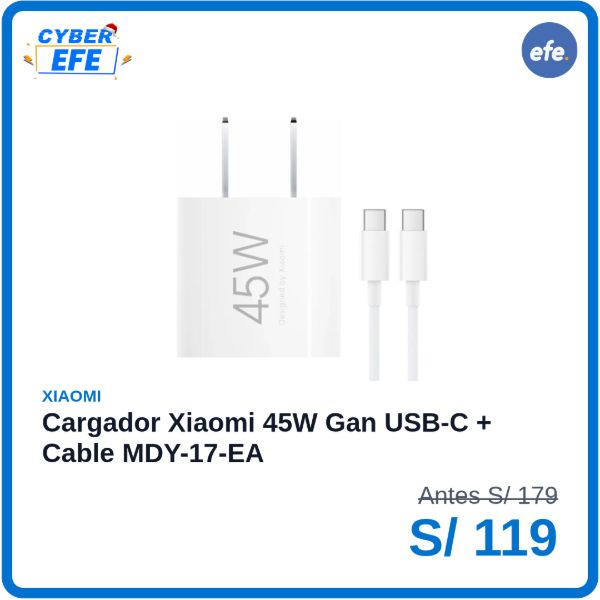 CYBER
EFE
efe.
45W
Designed by Xiaomi
XIAOMI
Cargador Xiaomi 45W Gan USB-C +
Cable MDY-17-EA
Antes S/ 179
S/ 119